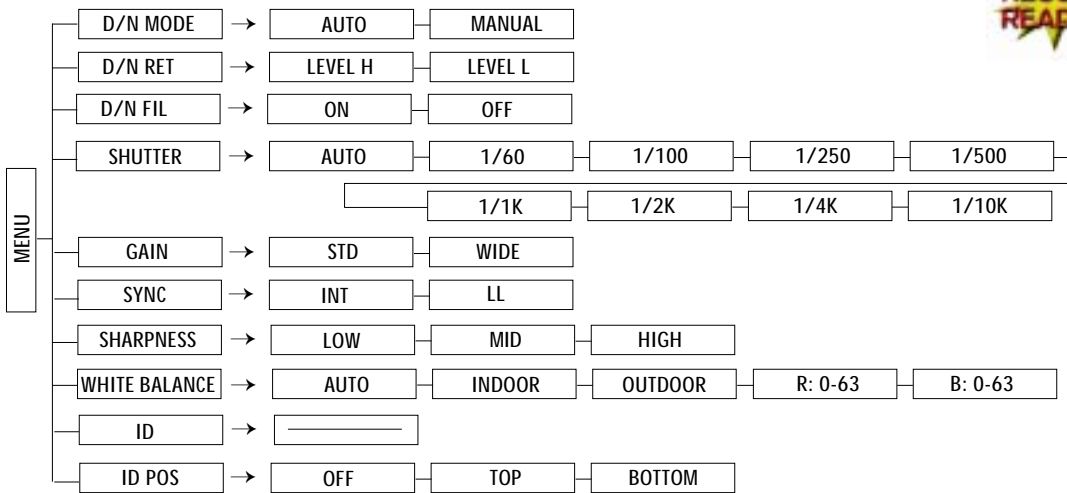 READ
D/N MODE → AUTO MANUAL
D/N RET → LEVEL H LEVEL L
D/N FIL → ON OFF
SHUTTER → AUTO 1/60 1/100 1/250 1/500
1/1K 1/2K 1/4K 1/10K
MENU
GAIN → STD WIDE
SYNC → INT LL
SHARPNESS → LOW MID HIGH
WHITE BALANCE → AUTO INDOOR OUTDOOR R: 0-63 B: 0-63
ID →
ID POS → OFF TOP BOTTOM